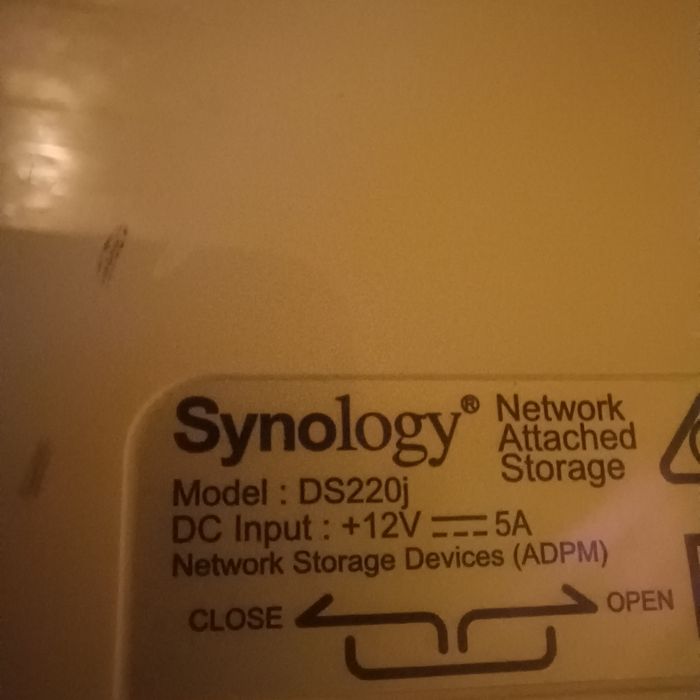 Synology® Network
Attached
Storage
Model : DS220j
DC Input : +12V ⎓ 5A
Network Storage Devices (ADPM)
CLOSE OPEN